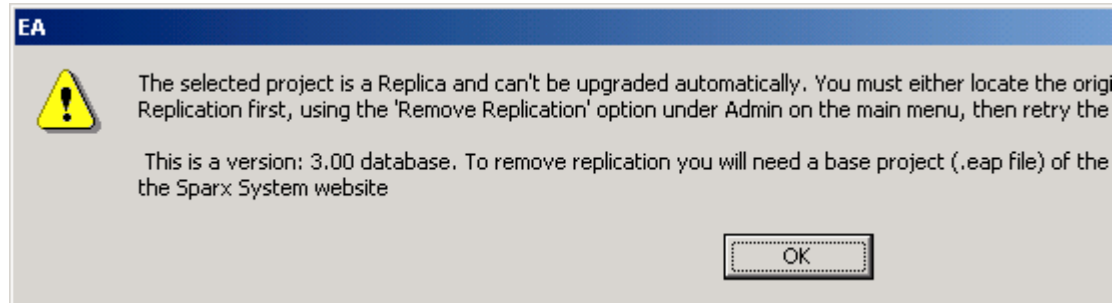 EA
The selected project is a Replica and can't be upgraded automatically. You must either locate the origi
Replication first, using the 'Remove Replication' option under Admin on the main menu, then retry the
This is a version: 3.00 database. To remove replication you will need a base project (.eap file) of the
the Sparx System website
OK